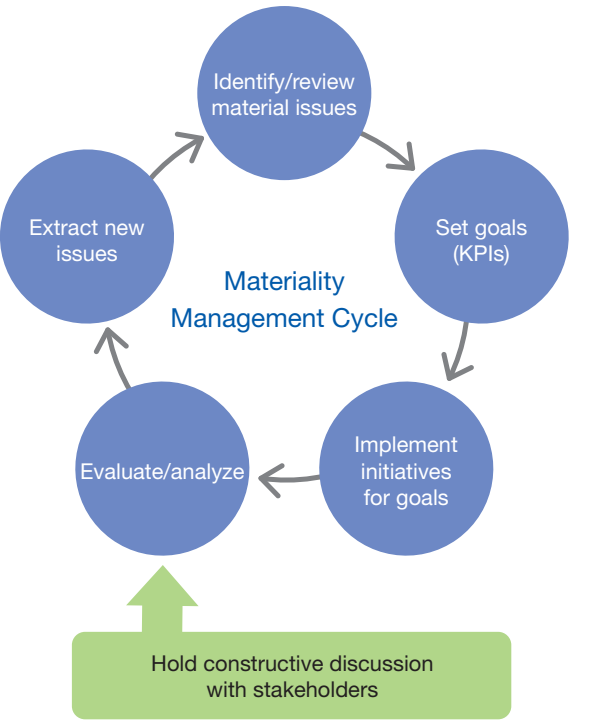 Identify/review
material issues
Set goals
(KPIs)
Implement
initiatives
for goals
Evaluate/analyze
Extract new
issues
Materiality
Management Cycle
Hold constructive discussion
with stakeholders